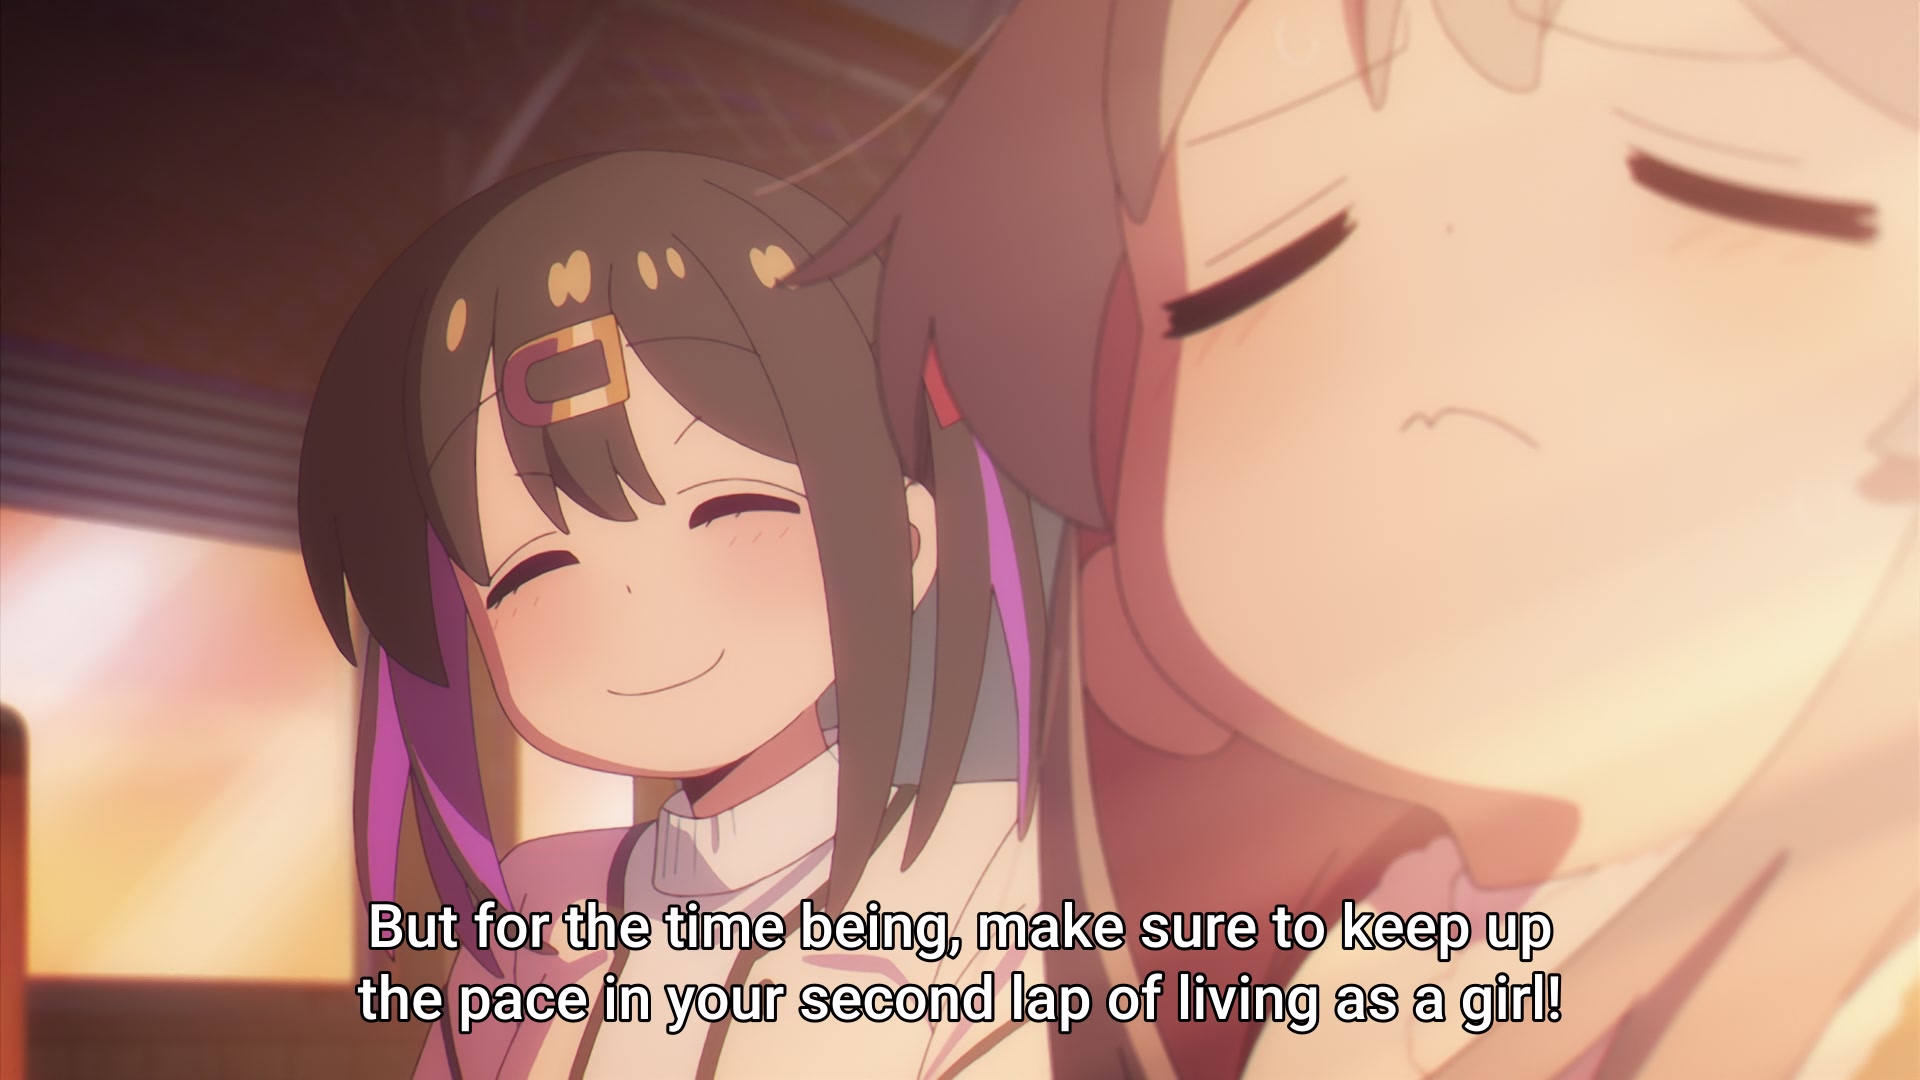 But for the time being, make sure to keep up
the pace in your second lap of living as a girl!